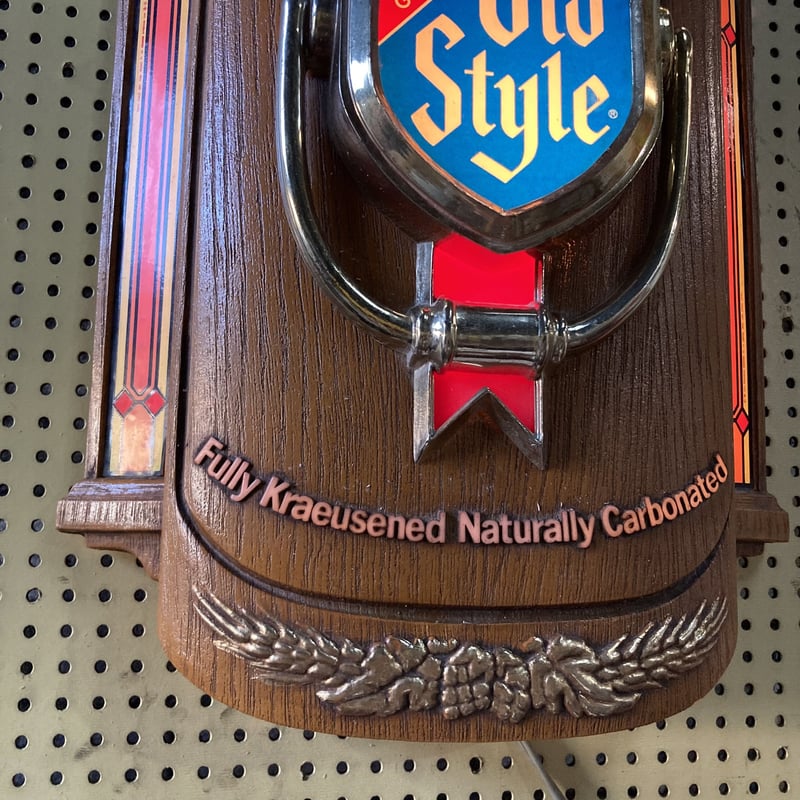 Old
Style®
Fully Kraeusened Naturally Carbonated